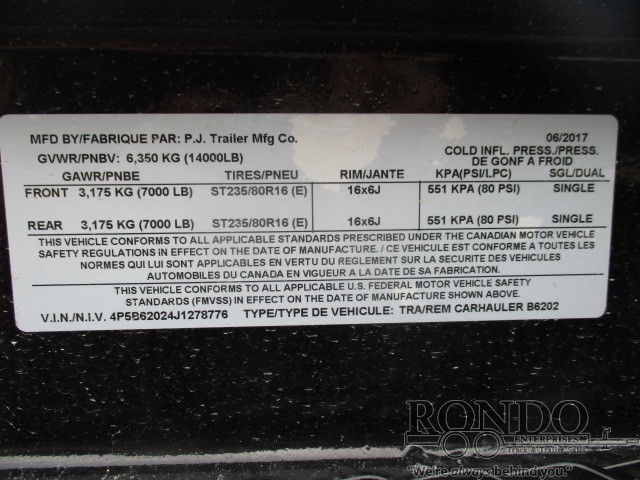 MFD BY/FABRIQUE PAR: P.J. Trailer Mfg Co. 06/2017
GVWR/PNBV: 6,350 KG (14000LB) COLD INFL. PRESS./PRESS. DE GONF A FROID
GAWR/PNBE TIRES/PNEU RIM/JANTE KPA(PSI/LPC) SGL/DUAL
FRONT 3,175 KG (7000 LB) ST235/80R16 (E) 16x6J 551 KPA (80 PSI) SINGLE
REAR 3,175 KG (7000 LB) ST235/80R16 (E) 16x6J 551 KPA (80 PSI) SINGLE
THIS VEHICLE CONFORMS TO ALL APPLICABLE STANDARDS PRESCRIBED UNDER THE CANADIAN MOTOR VEHICLE
SAFETY REGULATIONS IN EFFECT ON THE DATE OF MANUFACTURE. / CE VEHICULE EST CONFORME A TOUTES LES
NORMES QUI LUI SONT APPLICABLES EN VERTU DU REGLEMENT SUR LA SECURITE DES VEHICULES
AUTOMOBILES DU CANADA EN VIGUEUR A LA DATE DE SA FABRICATION.
THIS VEHICLE CONFORMS TO ALL APPLICABLE U.S. FEDERAL MOTOR VEHICLE SAFETY
STANDARDS (FMVSS) IN EFFECT ON THE DATE OF MANUFACTURE SHOWN ABOVE.
V.I.N./N.I.V. 4P5B62024J1278776 TYPE/TYPE DE VEHICULE: TRA/REM CARHAULER B6202
RONDO
ENTERPRISES
Truck & Trailer Sales
"We're always behind you."